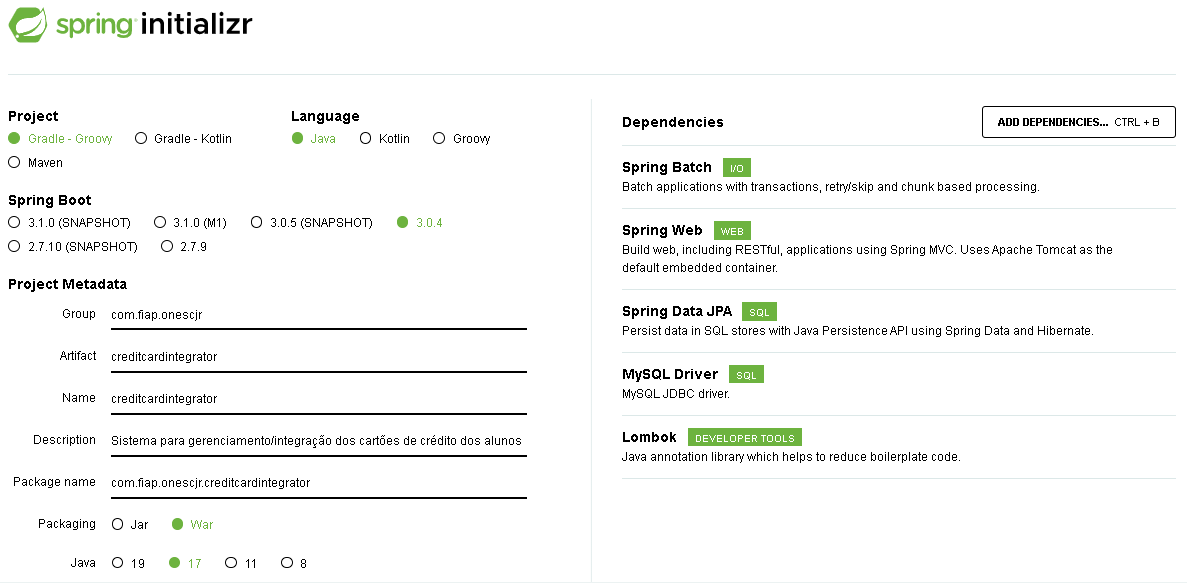 spring initializr
Project
Gradle - Groovy Gradle - Kotlin
Maven
Language
Java Kotlin Groovy
Spring Boot
3.1.0 (SNAPSHOT) 3.1.0 (M1) 3.0.5 (SNAPSHOT) 3.0.4
2.7.10 (SNAPSHOT) 2.7.9
Project Metadata
Group com.fiap.onescjr
Artifact creditcardintegrator
Name creditcardintegrator
Description Sistema para gerenciamento/integração dos cartões de crédito dos alunos
Package name com.fiap.onescjr.creditcardintegrator
Packaging Jar War
Java 19 17 11 8
Dependencies
ADD DEPENDENCIES... CTRL + B
Spring Batch I/O
Batch applications with transactions, retry/skip and chunk based processing.
Spring Web WEB
Build web, including RESTful, applications using Spring MVC. Uses Apache Tomcat as the
default embedded container.
Spring Data JPA SQL
Persist data in SQL stores with Java Persistence API using Spring Data and Hibernate.
MySQL Driver SQL
MySQL JDBC driver.
Lombok DEVELOPER TOOLS
Java annotation library which helps to reduce boilerplate code.